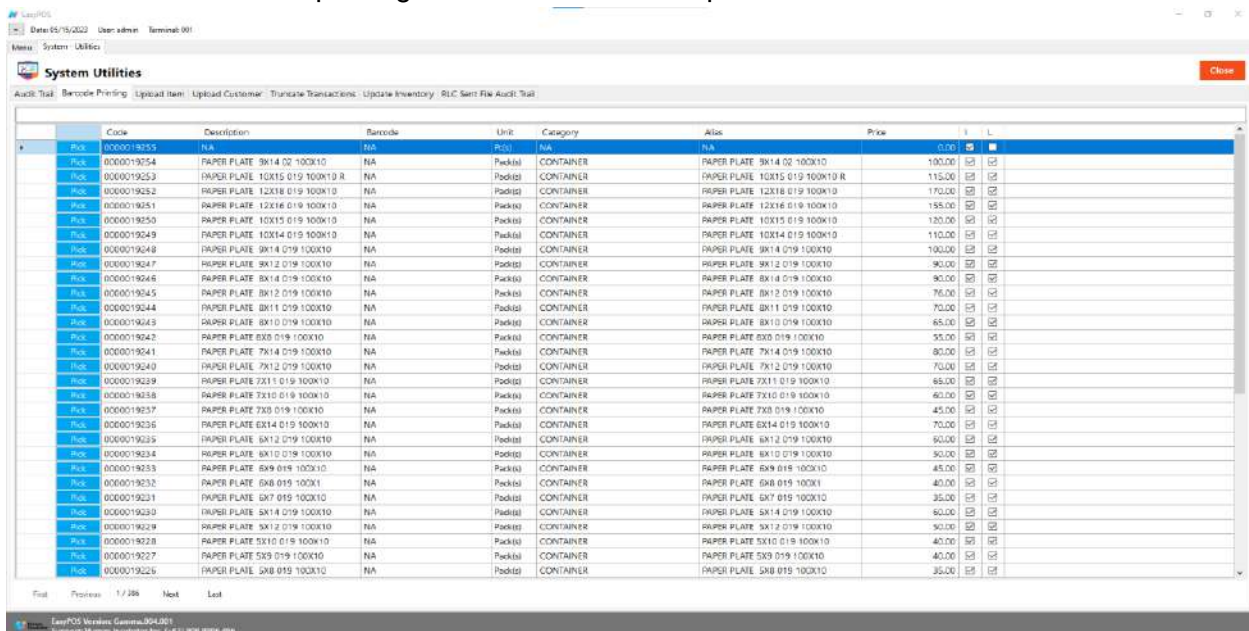 EasyPOS
Date: 05/15/2023 User: admin Terminal: 001
Menu System - Utilities
System Utilities
Close
Audit Trail Barcode Printing Upload Item Upload Customer Truncate Transactions Update Inventory RLC Sent File Audit Trail
Code Description Barcode Unit Category Alias Price I L
Pick 0000019255 NA NA Pc(s) NA NA 0.00
Pick 0000019254 PAPER PLATE 9X14 02 100X10 NA Pack(s) CONTAINER PAPER PLATE 9X14 02 100X10 100.00
Pick 0000019253 PAPER PLATE 10X15 019 100X10 R NA Pack(s) CONTAINER PAPER PLATE 10X15 019 100X10 R 115.00
Pick 0000019252 PAPER PLATE 12X18 019 100X10 NA Pack(s) CONTAINER PAPER PLATE 12X18 019 100X10 170.00
Pick 0000019251 PAPER PLATE 12X16 019 100X10 NA Pack(s) CONTAINER PAPER PLATE 12X16 019 100X10 155.00
Pick 0000019250 PAPER PLATE 10X15 019 100X10 NA Pack(s) CONTAINER PAPER PLATE 10X15 019 100X10 120.00
Pick 0000019249 PAPER PLATE 10X14 019 100X10 NA Pack(s) CONTAINER PAPER PLATE 10X14 019 100X10 110.00
Pick 0000019248 PAPER PLATE 9X14 019 100X10 NA Pack(s) CONTAINER PAPER PLATE 9X14 019 100X10 100.00
Pick 0000019247 PAPER PLATE 9X12 019 100X10 NA Pack(s) CONTAINER PAPER PLATE 9X12 019 100X10 90.00
Pick 0000019246 PAPER PLATE 8X14 019 100X10 NA Pack(s) CONTAINER PAPER PLATE 8X14 019 100X10 90.00
Pick 0000019245 PAPER PLATE 8X12 019 100X10 NA Pack(s) CONTAINER PAPER PLATE 8X12 019 100X10 76.00
Pick 0000019244 PAPER PLATE 8X11 019 100X10 NA Pack(s) CONTAINER PAPER PLATE 8X11 019 100X10 70.00
Pick 0000019243 PAPER PLATE 8X10 019 100X10 NA Pack(s) CONTAINER PAPER PLATE 8X10 019 100X10 65.00
Pick 0000019242 PAPER PLATE 8X8 019 100X10 NA Pack(s) CONTAINER PAPER PLATE 8X8 019 100X10 55.00
Pick 0000019241 PAPER PLATE 7X14 019 100X10 NA Pack(s) CONTAINER PAPER PLATE 7X14 019 100X10 80.00
Pick 0000019240 PAPER PLATE 7X12 019 100X10 NA Pack(s) CONTAINER PAPER PLATE 7X12 019 100X10 70.00
Pick 0000019239 PAPER PLATE 7X11 019 100X10 NA Pack(s) CONTAINER PAPER PLATE 7X11 019 100X10 65.00
Pick 0000019238 PAPER PLATE 7X10 019 100X10 NA Pack(s) CONTAINER PAPER PLATE 7X10 019 100X10 60.00
Pick 0000019237 PAPER PLATE 7X8 019 100X10 NA Pack(s) CONTAINER PAPER PLATE 7X8 019 100X10 45.00
Pick 0000019236 PAPER PLATE 6X14 019 100X10 NA Pack(s) CONTAINER PAPER PLATE 6X14 019 100X10 70.00
Pick 0000019235 PAPER PLATE 6X12 019 100X10 NA Pack(s) CONTAINER PAPER PLATE 6X12 019 100X10 60.00
Pick 0000019234 PAPER PLATE 6X10 019 100X10 NA Pack(s) CONTAINER PAPER PLATE 6X10 019 100X10 50.00
Pick 0000019233 PAPER PLATE 6X9 019 100X10 NA Pack(s) CONTAINER PAPER PLATE 6X9 019 100X10 45.00
Pick 0000019232 PAPER PLATE 6X8 019 100X1 NA Pack(s) CONTAINER PAPER PLATE 6X8 019 100X1 40.00
Pick 0000019231 PAPER PLATE 6X7 019 100X10 NA Pack(s) CONTAINER PAPER PLATE 6X7 019 100X10 35.00
Pick 0000019230 PAPER PLATE 5X14 019 100X10 NA Pack(s) CONTAINER PAPER PLATE 5X14 019 100X10 60.00
Pick 0000019229 PAPER PLATE 5X12 019 100X10 NA Pack(s) CONTAINER PAPER PLATE 5X12 019 100X10 50.00
Pick 0000019228 PAPER PLATE 5X10 019 100X10 NA Pack(s) CONTAINER PAPER PLATE 5X10 019 100X10 40.00
Pick 0000019227 PAPER PLATE 5X9 019 100X10 NA Pack(s) CONTAINER PAPER PLATE 5X9 019 100X10 40.00
Pick 0000019226 PAPER PLATE 5X8 019 100X10 NA Pack(s) CONTAINER PAPER PLATE 5X8 019 100X10 35.00
First Previous 1 / 386 Next Last
EasyPOS Version: Gamma.004.001